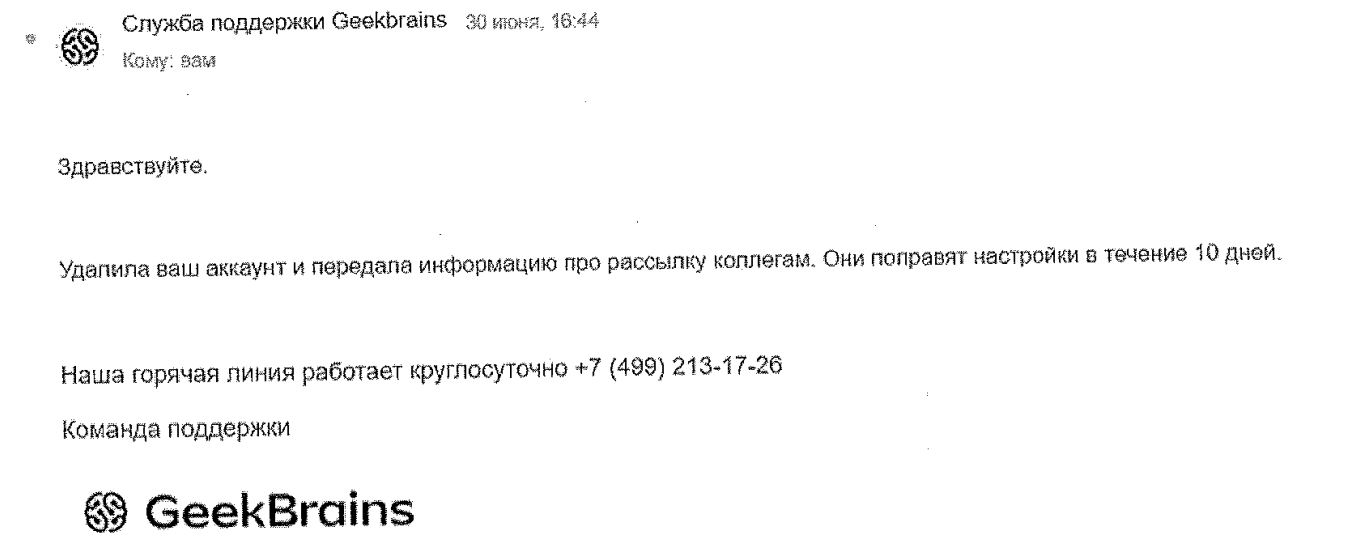 Служба поддержки Geekbrains 30 июня, 16:44
Кому: вам
Здравствуйте.
Удалила ваш аккаунт и передала информацию про рассылку коллегам. Они поправят настройки в течение 10 дней.
Наша горячая линия работает круглосуточно +7 (499) 213-17-26
Команда поддержки
GeekBrains